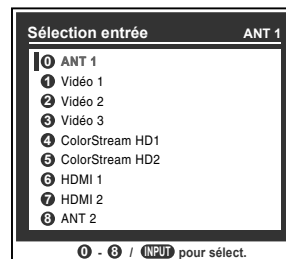 Sélection entrée ANT 1
0 ANT 1
1 Vidéo 1
2 Vidéo 2
3 Vidéo 3
4 ColorStream HD1
5 ColorStream HD2
6 HDMI 1
7 HDMI 2
8 ANT 2
0 - 8 / INPUT pour sélect.